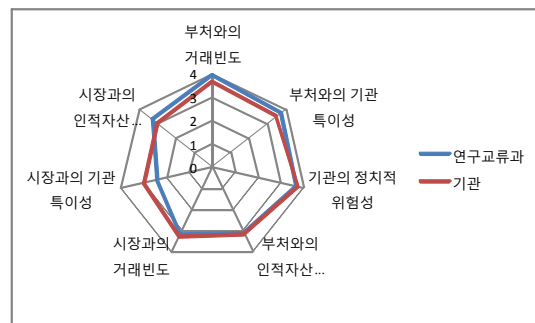 부처와의
거래빈도
부처와의 기관
특이성
기관의 정치적
위험성
부처와의
인적자산...
시장과의
거래빈도
시장과의 기관
특이성
시장과의
인적자산...
4
3
2
1
0
연구교류과
기관